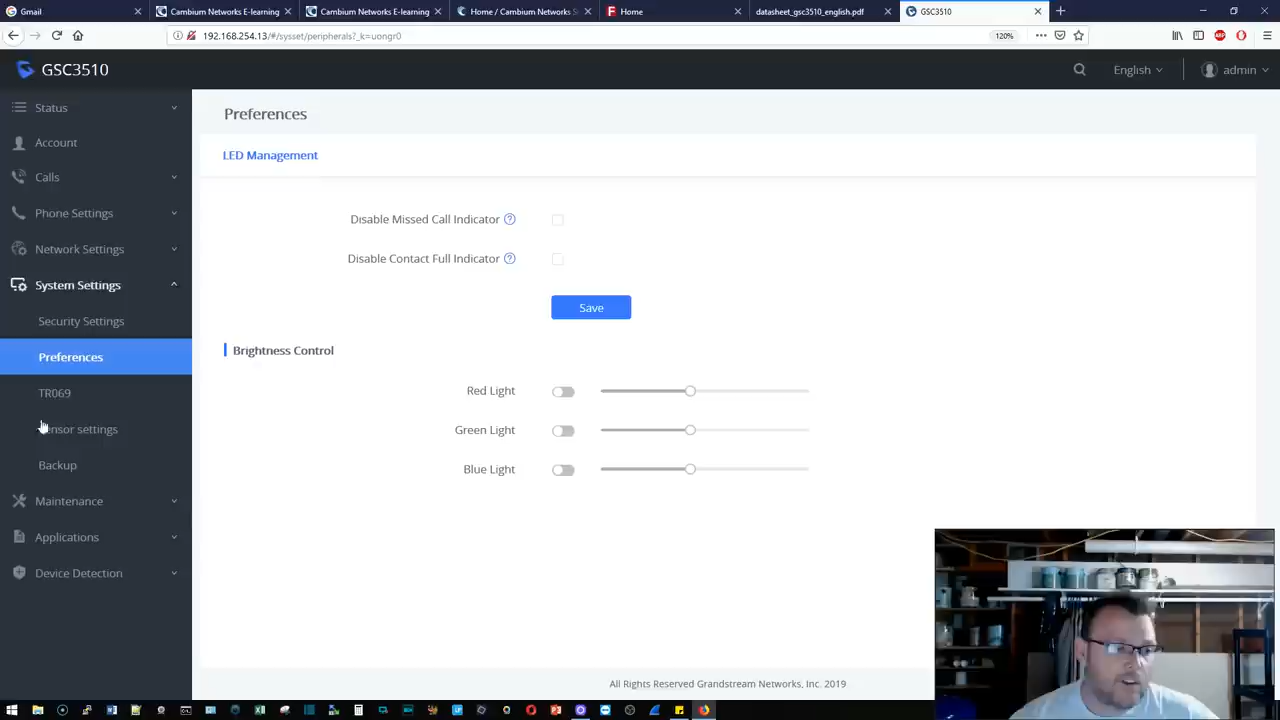 Gmail
Cambium Networks E-learning
Cambium Networks E-learning
Home / Cambium Networks S
Home
datasheet_gsc3510_english.pdf
GSC3510
192.168.254.13/#/sysset/peripherals?_k=uongr0
120%
ABP
GSC3510
English
admin
Status
Account
Calls
Phone Settings
Network Settings
System Settings
Security Settings
Preferences
TR069
ensor settings
Backup
Maintenance
Applications
Device Detection
Preferences
LED Management
Disable Missed Call Indicator ?
Disable Contact Full Indicator ?
Save
Brightness Control
Red Light
Green Light
Blue Light
All Rights Reserved Grandstream Networks, Inc. 2019